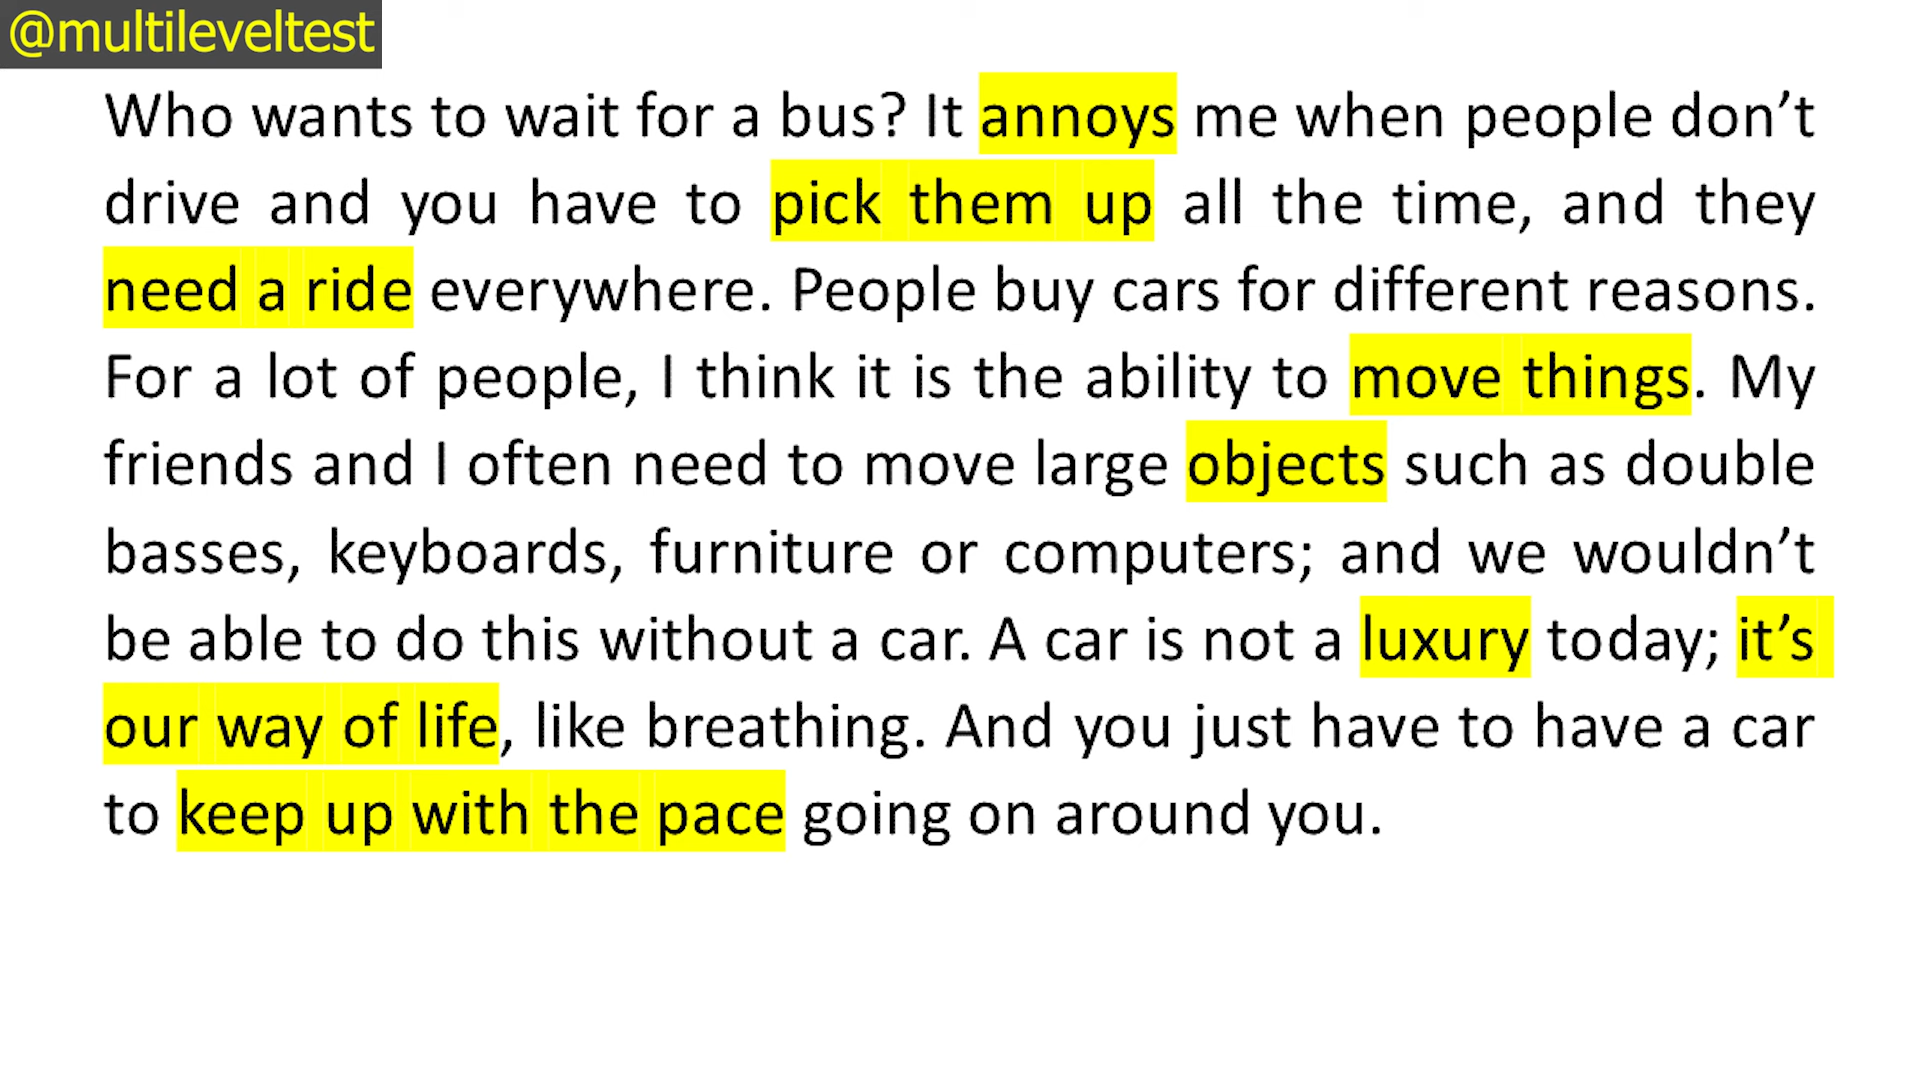 @multileveltest
Who wants to wait for a bus? It annoys me when people don’t
drive and you have to pick them up all the time, and they
need a ride everywhere. People buy cars for different reasons.
For a lot of people, I think it is the ability to move things. My
friends and I often need to move large objects such as double
basses, keyboards, furniture or computers; and we wouldn’t
be able to do this without a car. A car is not a luxury today; it’s
our way of life, like breathing. And you just have to have a car
to keep up with the pace going on around you.